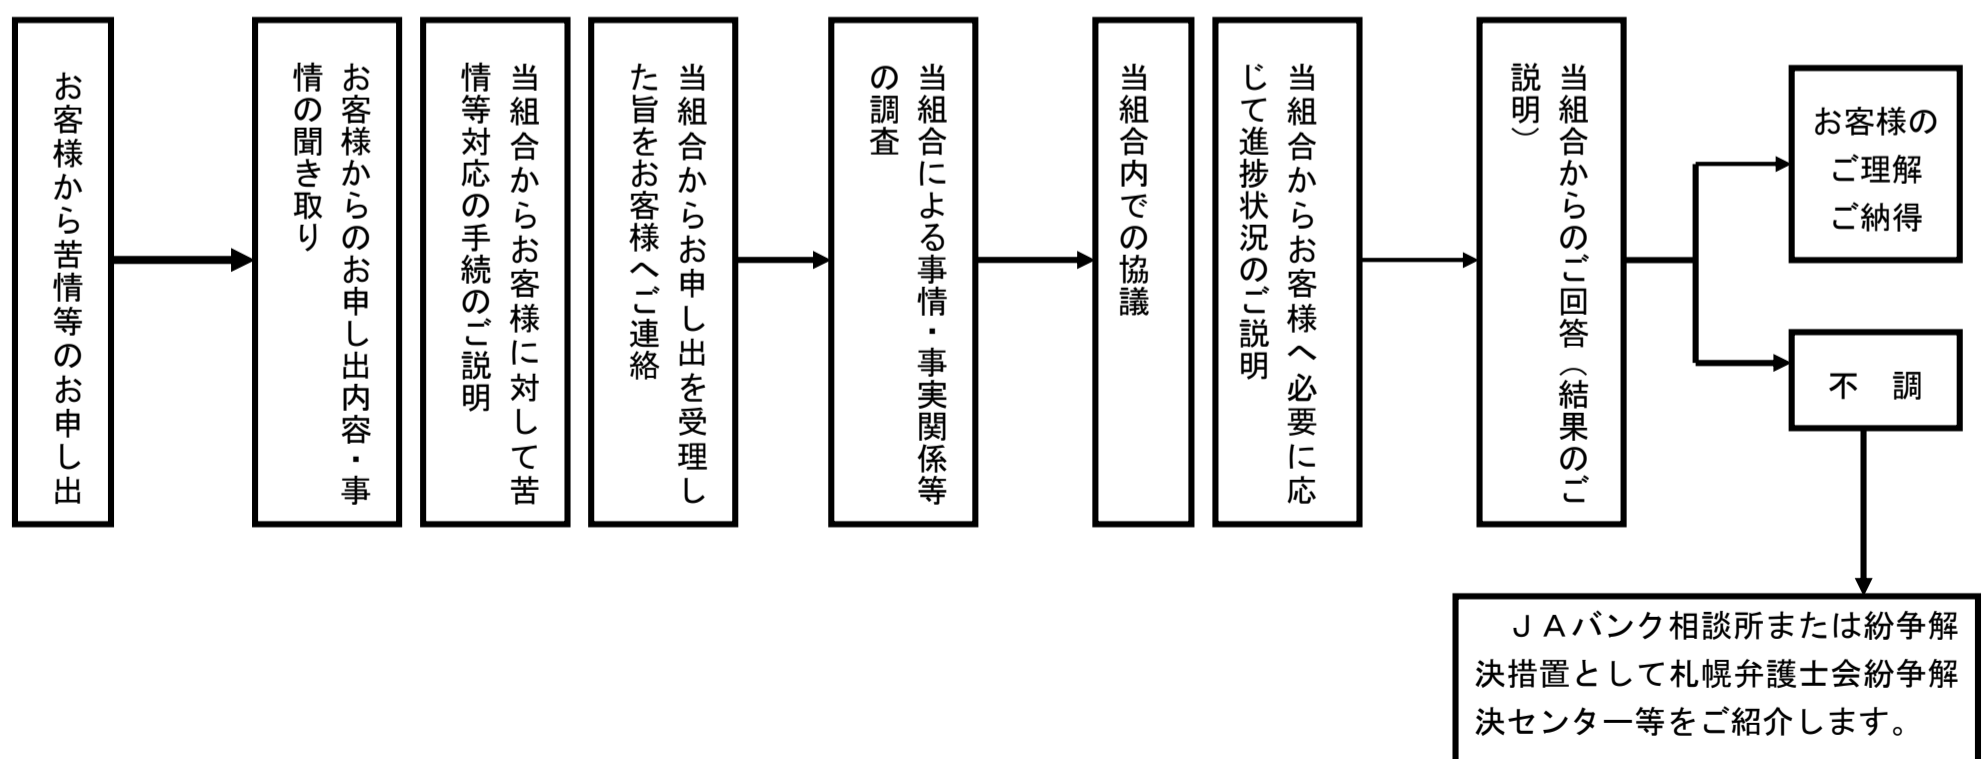 お客様から苦情等のお申し出
お客様からのお申し出内容・事
情の聞き取り
当組合からお客様に対して苦
情等対応の手続のご説明
当組合からお申し出を受理し
た旨をお客様へご連絡
当組合による事情・事実関係等
の調査
当組合内での協議
当組合からお客様へ必要に応
じて進捗状況のご説明
当組合からのご回答（結果のご
説明）
お客様の
ご理解
ご納得
不　調
ＪＡバンク相談所または紛争解
決措置として札幌弁護士会紛争解
決センター等をご紹介します。